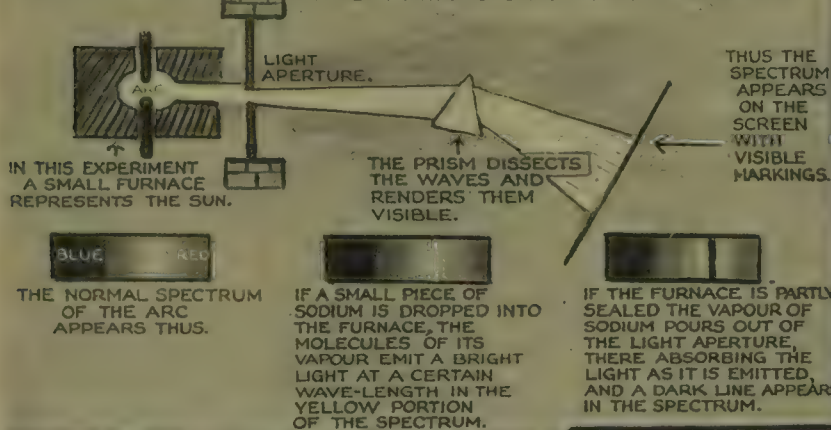 LIGHT
APERTURE.
ARC
THUS THE
SPECTRUM
APPEARS
ON THE
SCREEN
WITH
VISIBLE
MARKINGS.
IN THIS EXPERIMENT
A SMALL FURNACE
REPRESENTS THE SUN.
THE PRISM DISSECTS
THE WAVES AND
RENDERS THEM
VISIBLE.
BLUE RED
THE NORMAL SPECTRUM
OF THE ARC
APPEARS THUS.
IF A SMALL PIECE OF
SODIUM IS DROPPED INTO
THE FURNACE, THE
MOLECULES OF ITS
VAPOUR EMIT A BRIGHT
LIGHT AT A CERTAIN
WAVE-LENGTH IN THE
YELLOW PORTION
OF THE SPECTRUM.
IF THE FURNACE IS PARTLY
SEALED THE VAPOUR OF
SODIUM POURS OUT OF
THE LIGHT APERTURE,
THERE ABSORBING THE
LIGHT AS IT IS EMITTED,
AND A DARK LINE APPEARS
IN THE SPECTRUM.